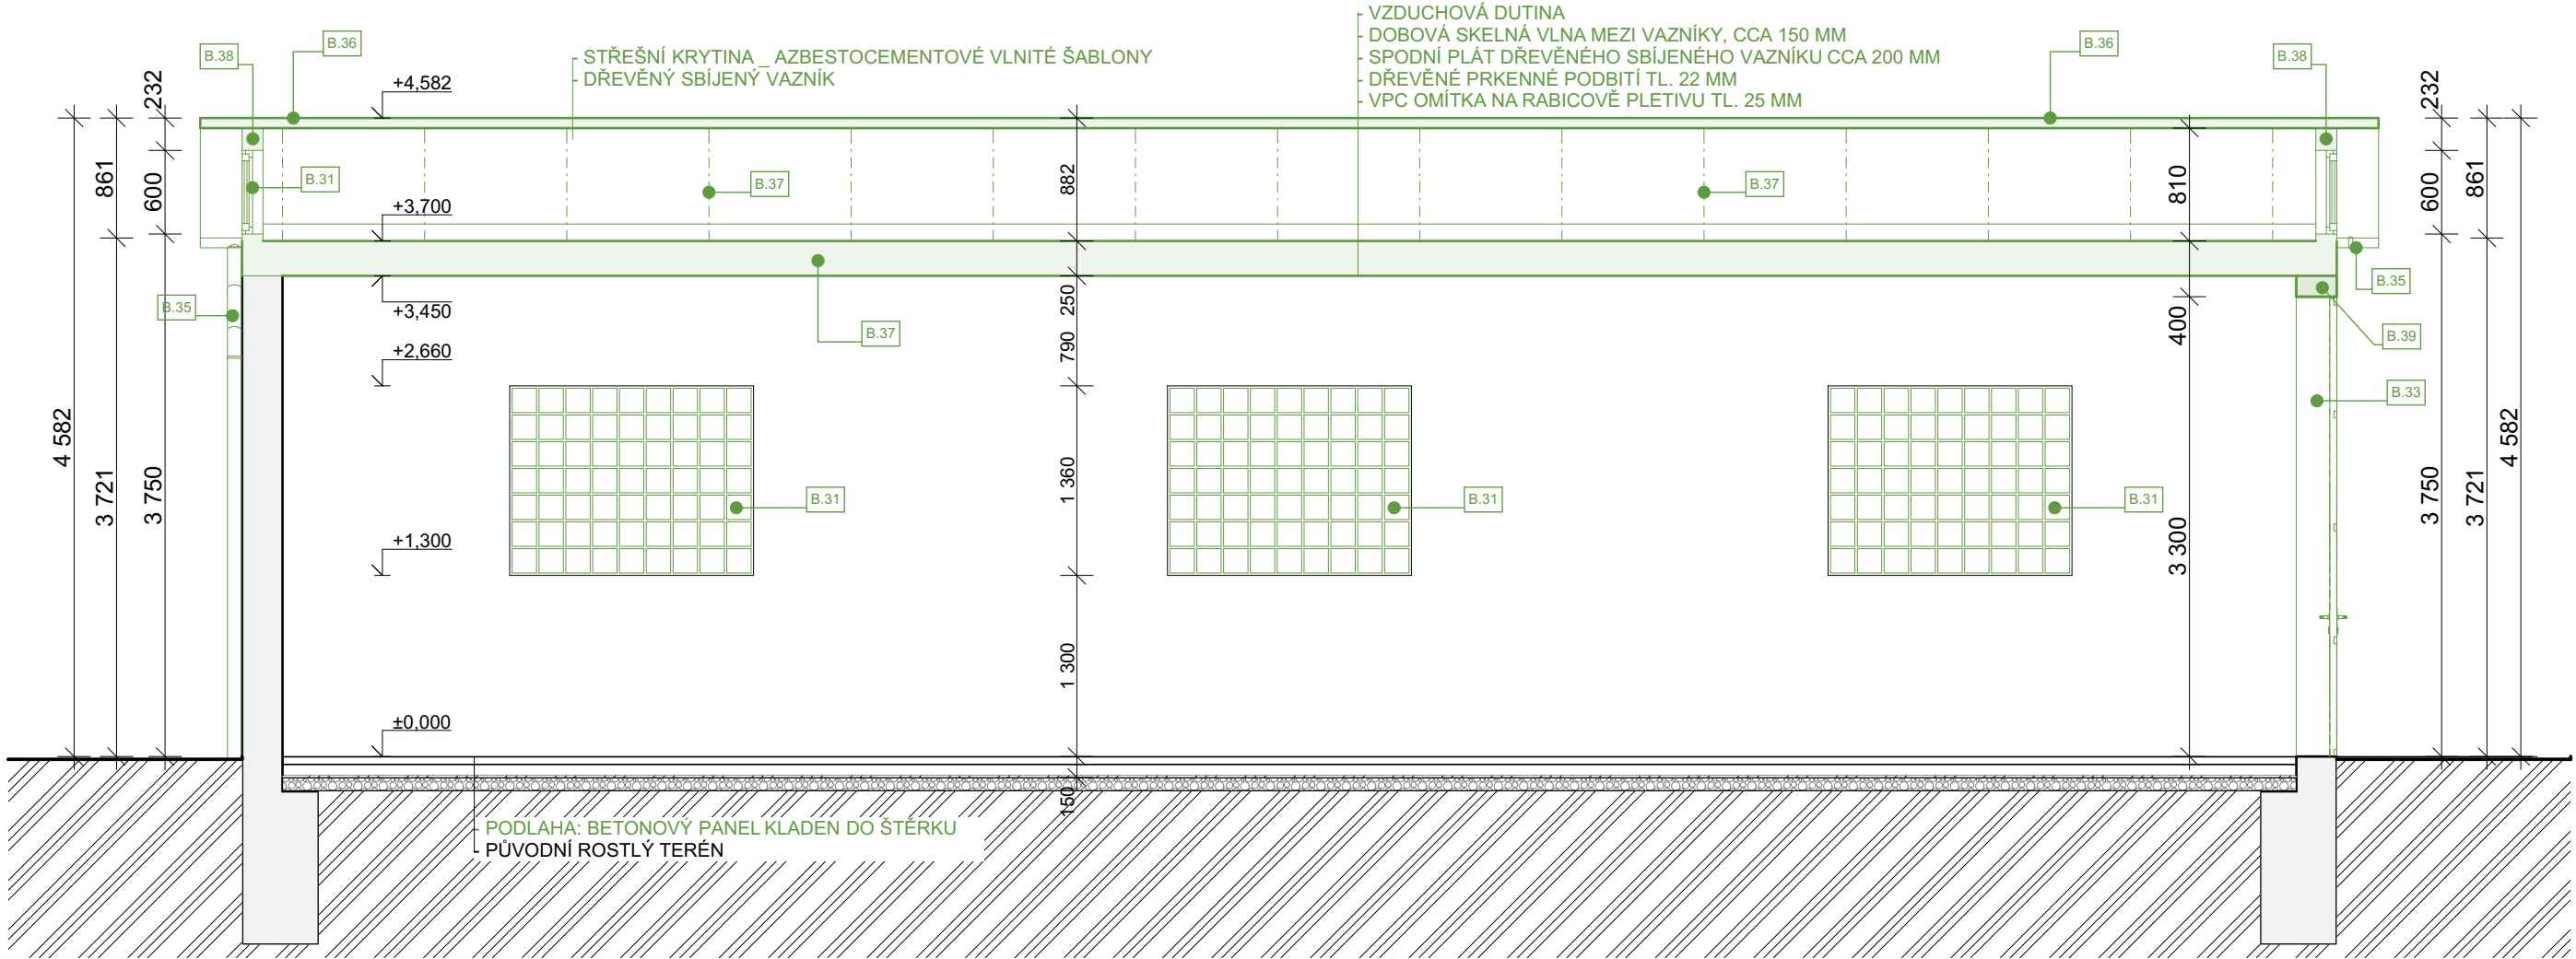 VZDUCHOVÁ DUTINA
DOBOVÁ SKELNÁ VLNA MEZI VAZNÍKY, CCA 150 MM
SPODNÍ PLÁT DŘEVĚNÉHO SBÍJENÉHO VAZNÍKU CCA 200 MM
DŘEVĚNÉ PRKENNÉ PODBITÍ TL. 22 MM
VPC OMÍTKA NA RABICOVĚ PLETIVU TL. 25 MM
STŘEŠNÍ KRYTINA _ AZBESTOCEMENTOVÉ VLNITÉ ŠABLONY
DŘEVĚNÝ SBÍJENÝ VAZNÍK
B.38
B.36
B.36
B.38
+4,582
232
861
600
B.31
+3,700
B.37
882
B.37
810
232
600
861
B.35
+3,450
B.37
250
400
B.35
B.39
+2,660
790
B.33
4 582
3 721
3 750
B.31
1 360
B.31
B.31
3 300
3 750
3 721
4 582
+1,300
1 300
±0,000
150
PODLAHA: BETONOVÝ PANEL KLADEN DO ŠTĚRKU
PŮVODNÍ ROSTLÝ TERÉN